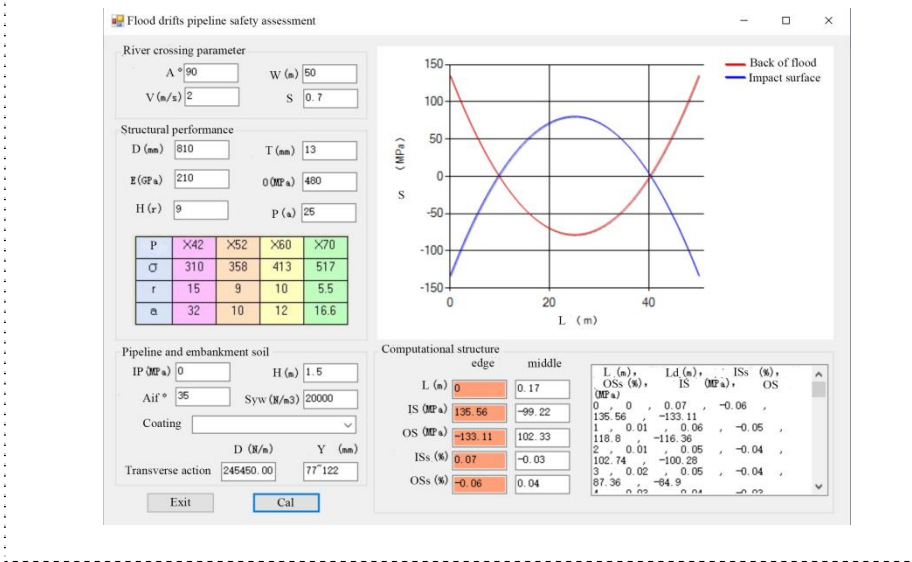 Flood drifts pipeline safety assessment
River crossing parameter
A ° 90 W (m) 50
V (m/s) 2 S 0.7
Structural performance
D (mm) 810 T (mm) 13
E(GPa) 210 O(MPa) 480
H (r) 9 P (a) 25
P X42 X52 X60 X70
σ 310 358 413 517
r 15 9 10 5.5
a 32 10 12 16.6
Pipeline and embankment soil
IP(MPa) 0 H (m) 1.5
Aif ° 35 Syw (N/m3) 20000
Coating
D (N/m) Y (mm)
Transverse action 245450.00 77~122
Exit Cal
Back of flood
Impact surface
150
100
50
0
-50
-100
-150
S (MPa)
0 20 40
L (m)
Computational structure
edge middle
L (m) 0 0.17
IS (MPa) 135.56 -99.22
OS (MPa) -133.11 102.33
ISs (%) 0.07 -0.03
OSs (%) -0.06 0.04
L (m), Ld (m), ISs (%),
OSs (%), IS (MPa), OS
(MPa)
0 , 0 , 0.07 , -0.06 ,
135.56 , -133.11
1 , 0.01 , 0.06 , -0.05 ,
118.8 , -116.36
2 , 0.01 , 0.05 , -0.04 ,
102.74 , -100.28
3 , 0.02 , 0.05 , -0.04 ,
87.36 , -84.9